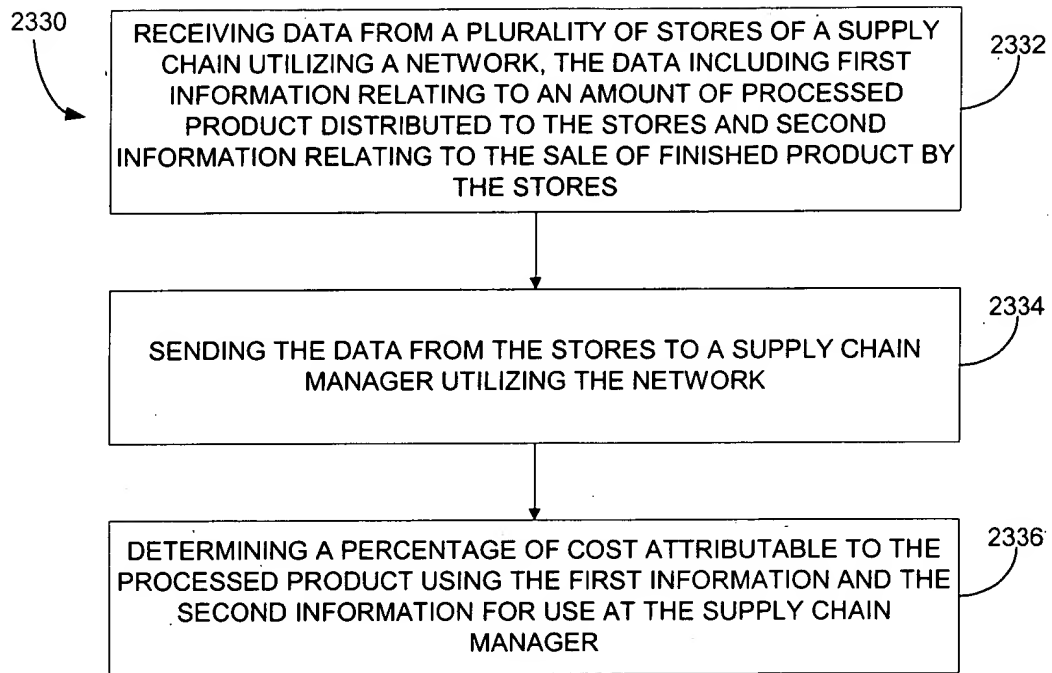 2330
RECEIVING DATA FROM A PLURALITY OF STORES OF A SUPPLY
CHAIN UTILIZING A NETWORK, THE DATA INCLUDING FIRST
INFORMATION RELATING TO AN AMOUNT OF PROCESSED
PRODUCT DISTRIBUTED TO THE STORES AND SECOND
INFORMATION RELATING TO THE SALE OF FINISHED PRODUCT BY
THE STORES
2332
SENDING THE DATA FROM THE STORES TO A SUPPLY CHAIN
MANAGER UTILIZING THE NETWORK
2334
DETERMINING A PERCENTAGE OF COST ATTRIBUTABLE TO THE
PROCESSED PRODUCT USING THE FIRST INFORMATION AND THE
SECOND INFORMATION FOR USE AT THE SUPPLY CHAIN
MANAGER
2336